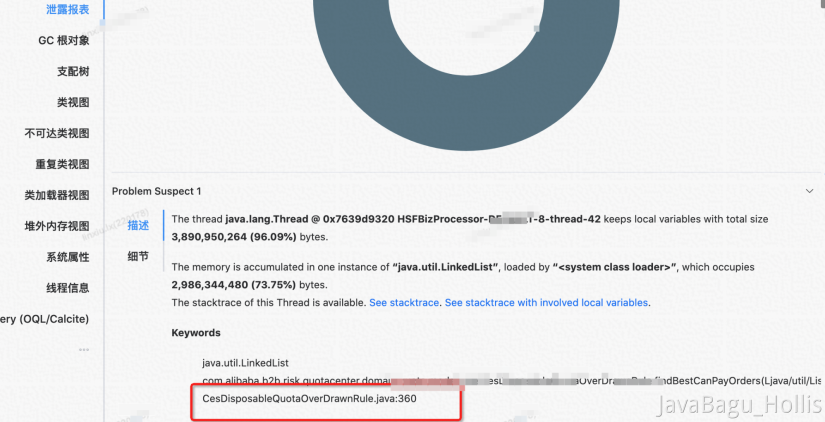 泄露报表
GC 根对象
支配树
类视图
不可达类视图
重复类视图
类加载器视图
堆外内存视图
系统属性
线程信息
ery (OQL/Calcite)
...
Problem Suspect 1
描述
细节
The thread java.lang.Thread @ 0x7639d9320 HSFBizProcessor-DE 1-8-thread-42 keeps local variables with total size
3,890,950,264 (96.09%) bytes.
The memory is accumulated in one instance of “java.util.LinkedList”, loaded by “<system class loader>”, which occupies
2,986,344,480 (73.75%) bytes.
The stacktrace of this Thread is available. See stacktrace. See stacktrace with involved local variables.
Keywords
java.util.LinkedList
com.alibaba.b2b.risk.quotacenter.domai OverDrawnRule.findBestCanPayOrders(Ljava/util/Lis
CesDisposableQuotaOverDrawnRule.java:360
JavaBagu_Hollis